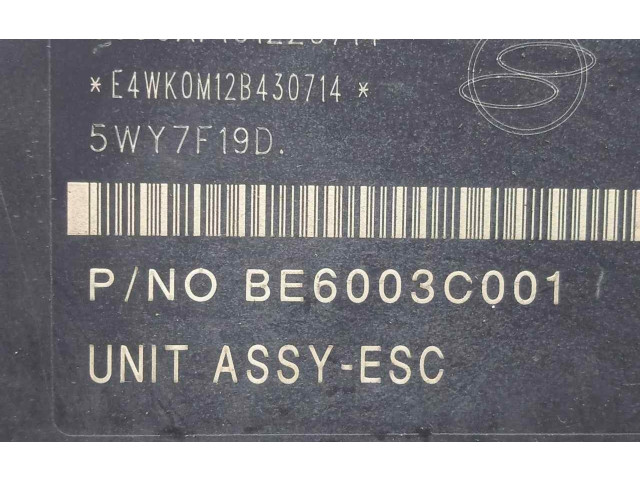 *E4WK0M12B430714*
5WY7F19D.
P/NO BE6003C001
UNIT ASSY-ESC